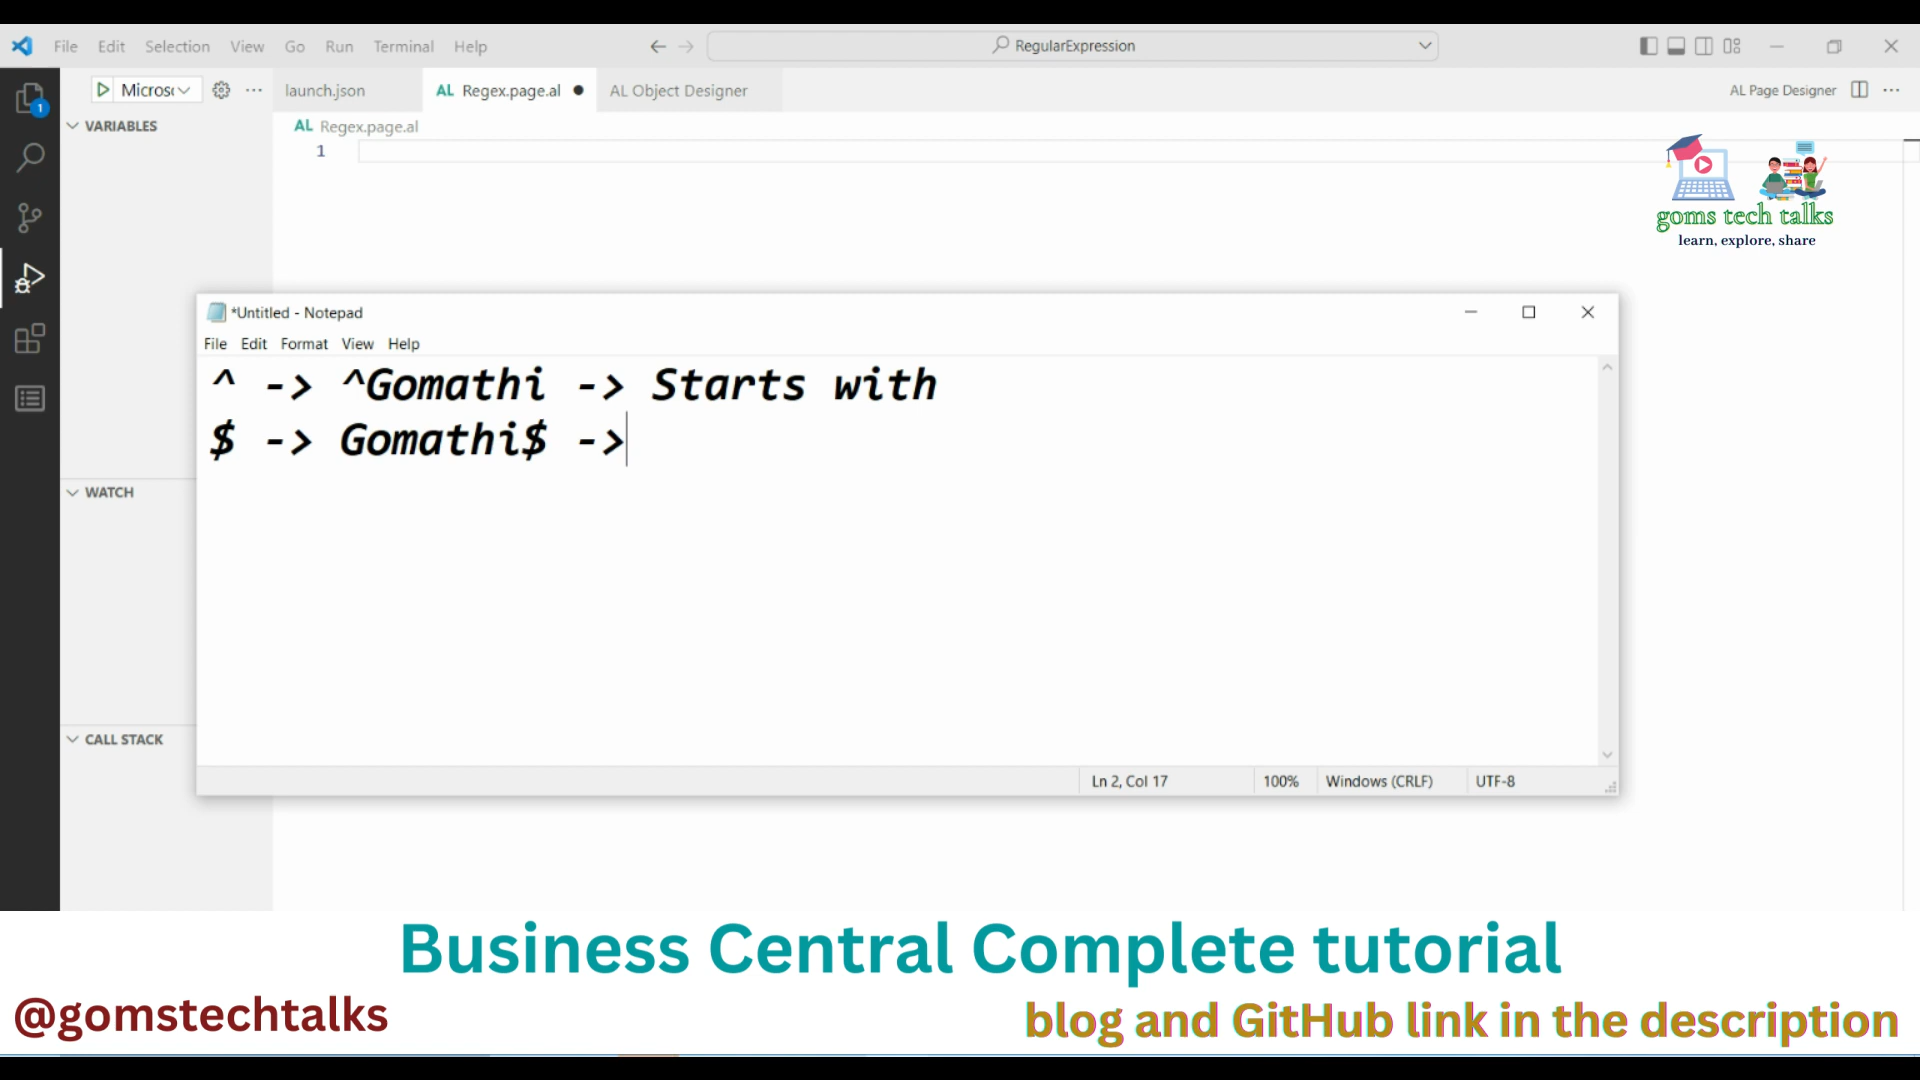 File Edit Selection View Go Run Terminal Help
RegularExpression
Microsc
launch.json
AL Regex.page.al
AL Object Designer
AL Page Designer
1
VARIABLES
AL Regex.page.al
1
goms tech talks
learn, explore, share
*Untitled - Notepad
File Edit Format View Help
^ -> ^Gomathi -> Starts with
$ -> Gomathi$ ->
WATCH
CALL STACK
Ln 2, Col 17
100%
Windows (CRLF)
UTF-8
Business Central Complete tutorial
@gomstechtalks
blog and GitHub link in the description